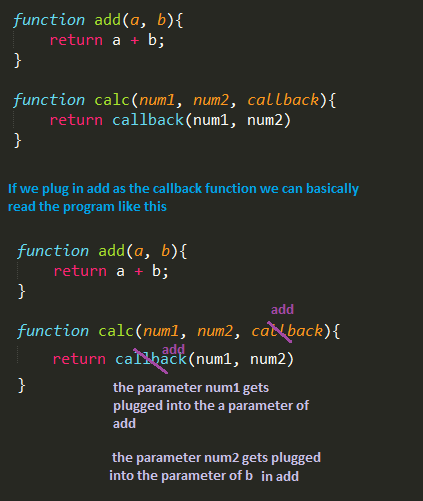 function add(a, b){
return a + b;
}
function calc(num1, num2, callback){
return callback(num1, num2)
}
If we plug in add as the callback function we can basically
read the program like this
function add(a, b){
return a + b;
}
add
function calc(num1, num2, callback){
add
return callback(num1, num2)
}
the parameter num1 gets
plugged into the a parameter of
add
the parameter num2 gets plugged
into the parameter of b in add